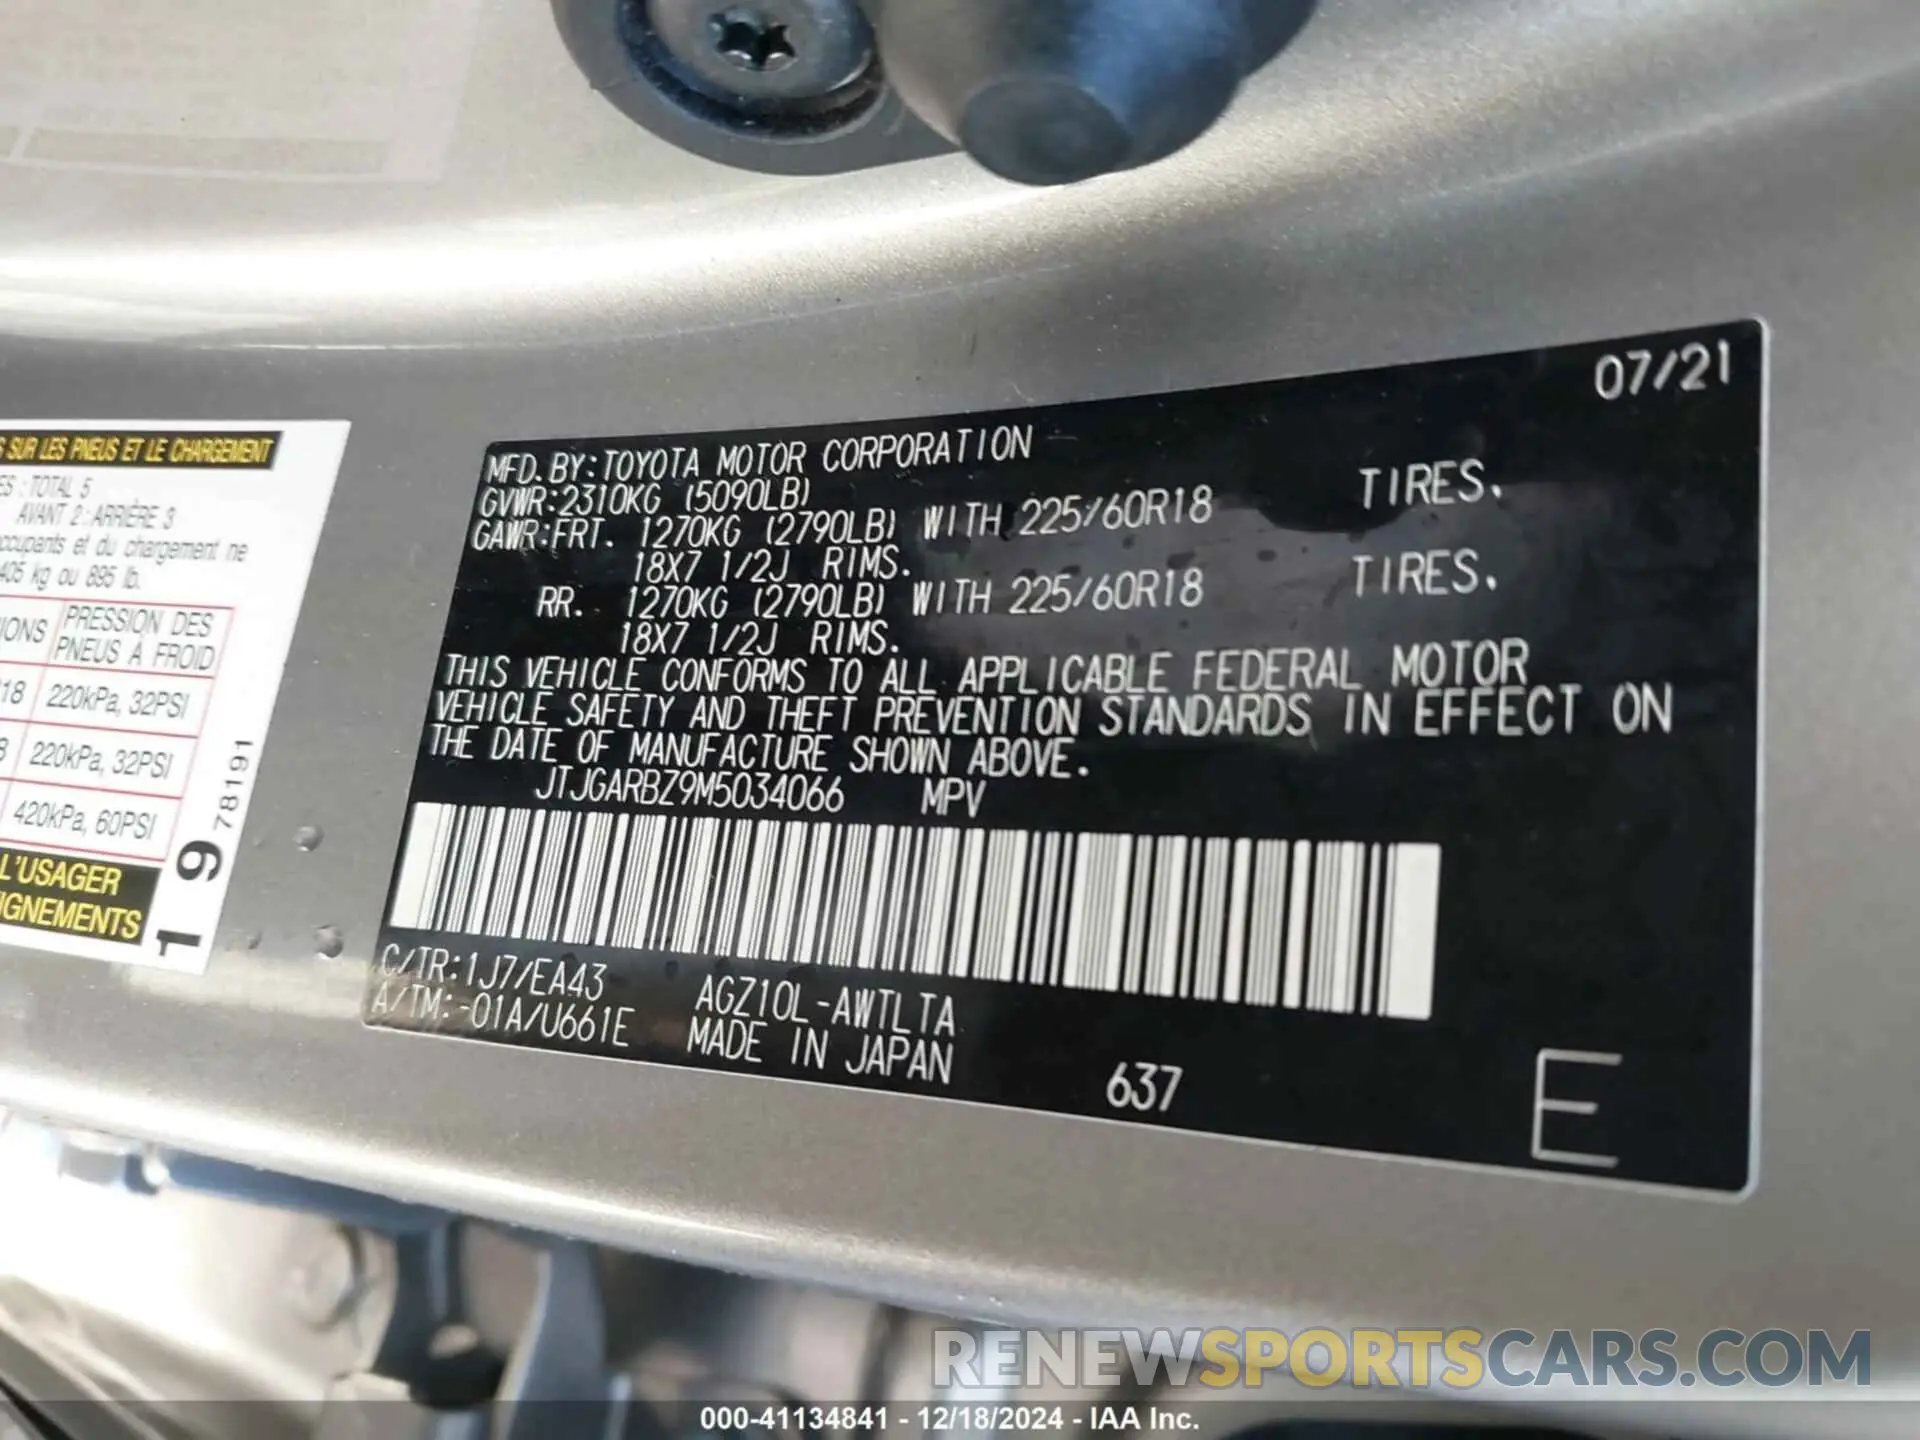 07/21
MFD. BY: TOYOTA MOTOR CORPORATION
GVWR: 2310KG (5090LB)
GAWR: FRT. 1270KG (2790LB) WITH 225/60R18 TIRES.
18X7 1/2J RIMS.
RR. 1270KG (2790LB) WITH 225/60R18 TIRES.
18X7 1/2J RIMS.
THIS VEHICLE CONFORMS TO ALL APPLICABLE FEDERAL MOTOR
VEHICLE SAFETY AND THEFT PREVENTION STANDARDS IN EFFECT ON
THE DATE OF MANUFACTURE SHOWN ABOVE.
JTJGARBZ9M5034066 MPV
C/TR: 1J7/EA43 AGZ10L-AWTLTA
A/TM: -01A/U661E MADE IN JAPAN
637
E
SUR LES PNEUS ET LE CHARGEMENT
: TOTAL 5
AVANT 2 : ARRIÈRE 3
et du chargement ne
405 kg ou 895 lb.
PRESSION DES
PNEUS A FROID
18 220kPa, 32PSI
220kPa, 32PSI
420kPa, 60PSI
L'USAGER
19 78191
RENEWSPORTSCARS.COM
000-41134841 - 12/18/2024 - IAA Inc.